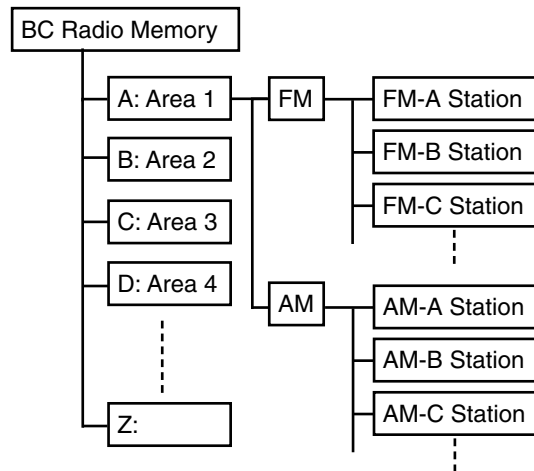 BC Radio Memory
A: Area 1
FM
FM-A Station
B: Area 2
FM-B Station
C: Area 3
FM-C Station
D: Area 4
AM
AM-A Station
AM-B Station
Z:
AM-C Station